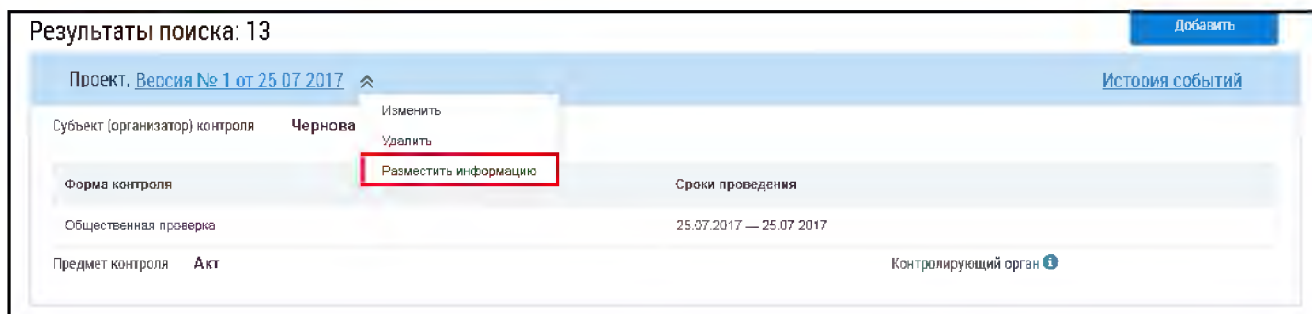 Результаты поиска: 13
Добавить
Проект. Версия № 1 от 25 07 2017
История событий
Изменить
Субъект (организатор) контроля Чернова
Удалить
Разместить информацию
Форма контроля Сроки проведения
Общественная проверка 25.07.2017 — 25.07 2017
Предмет контроля Акт Контролирующий орган